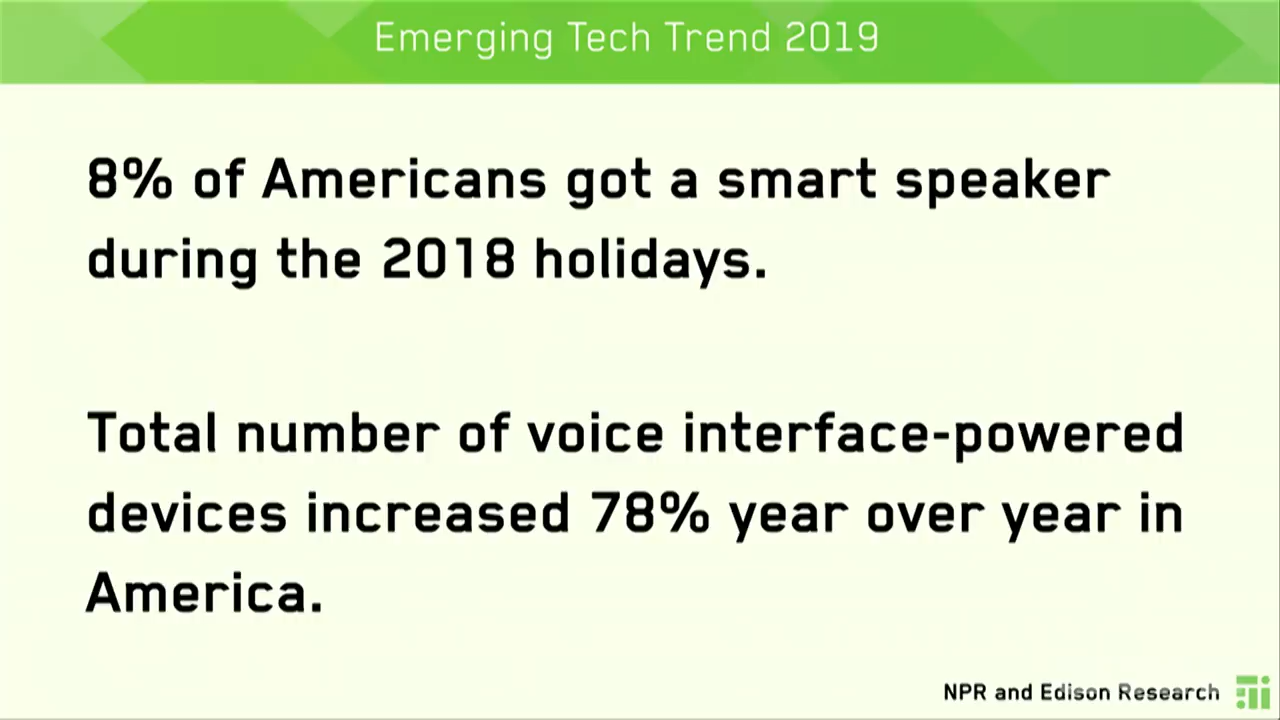 Emerging Tech Trend 2019
8% of Americans got a smart speaker
during the 2018 holidays.
Total number of voice interface-powered
devices increased 78% year over year in
America.
NPR and Edison Research